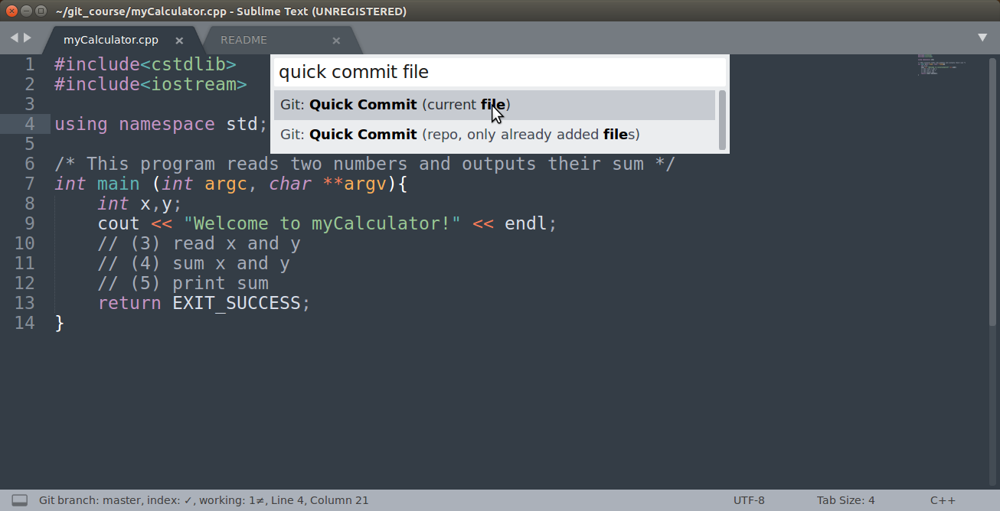 ~/git_course/myCalculator.cpp - Sublime Text (UNREGISTERED)
myCalculator.cpp × README ×
quick commit file
Git: Quick Commit (current file)
Git: Quick Commit (repo, only already added files)
1 #include<cstdlib>
2 #include<iostream>
3
4 using namespace std;
5
6 /* This program reads two numbers and outputs their sum */
7 int main (int argc, char **argv){
8 int x,y;
9 cout << "Welcome to myCalculator!" << endl;
10 // (3) read x and y
11 // (4) sum x and y
12 // (5) print sum
13 return EXIT_SUCCESS;
14 }
Git branch: master, index: ✓, working: 1≠, Line 4, Column 21 UTF-8 Tab Size: 4 C++